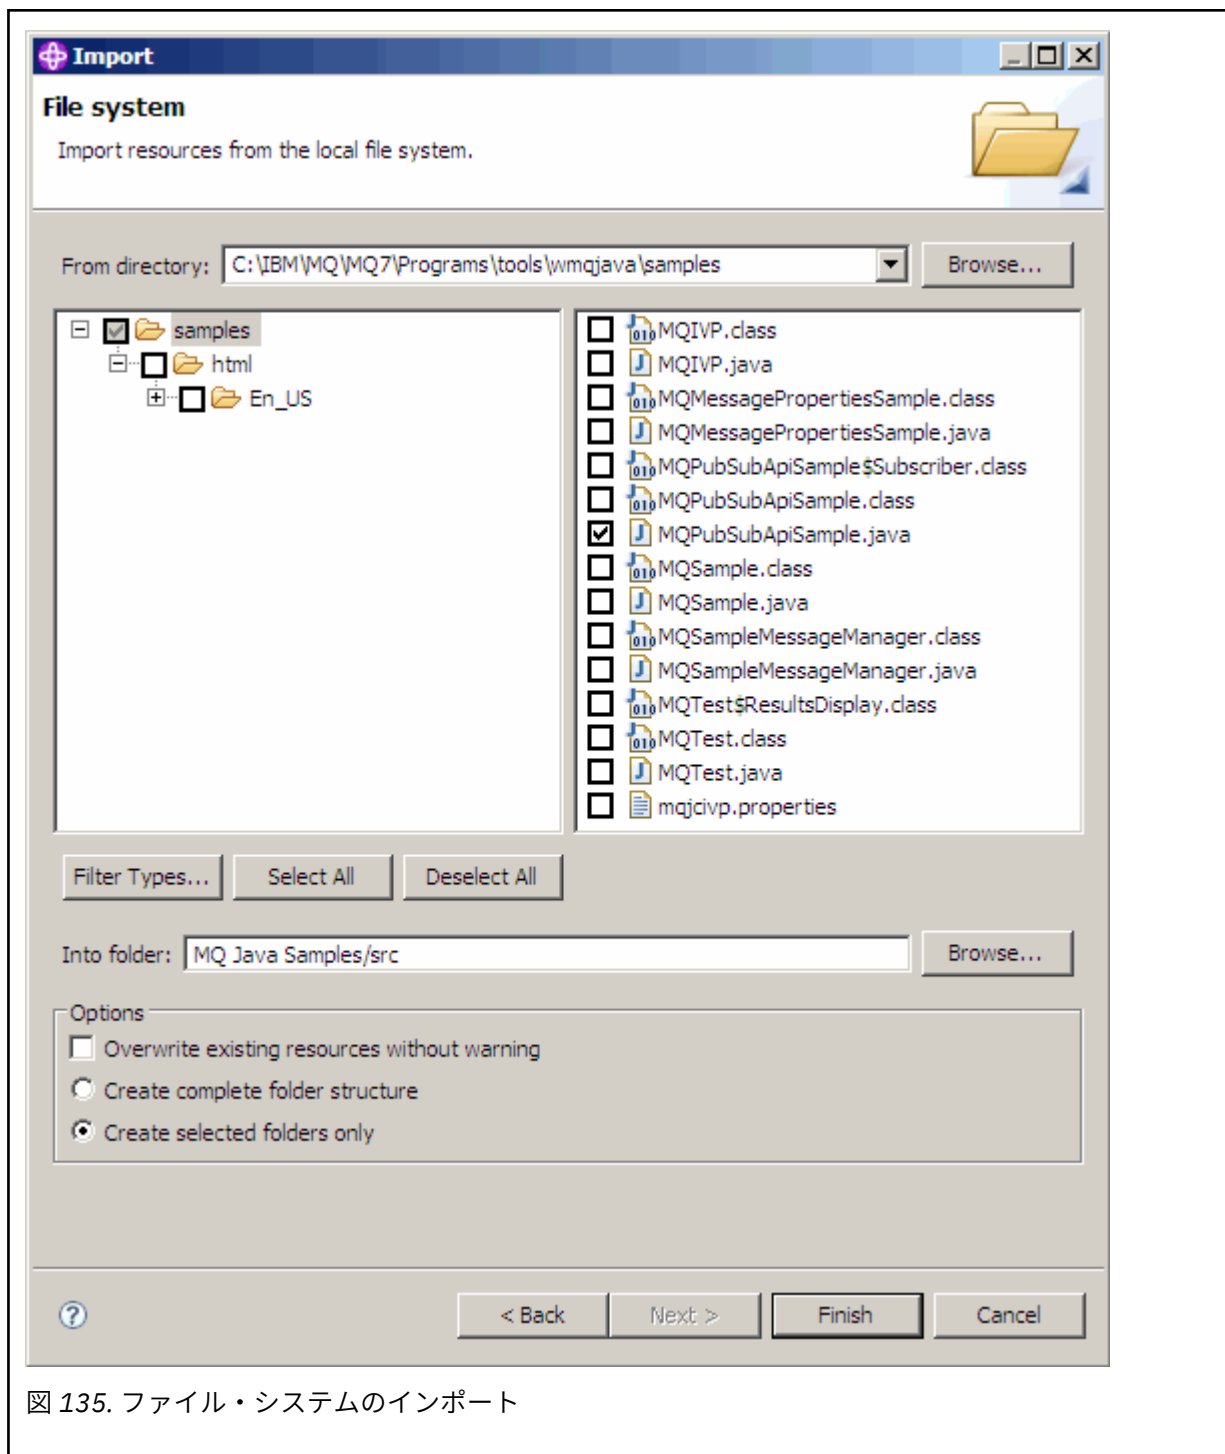 Import
File system
Import resources from the local file system.
From directory: C:\IBM\MQ\MQ7\Programs\tools\wmqjava\samples Browse...
samples
html
En_US
MQIVP.class
MQIVP.java
MQMessagePropertiesSample.class
MQMessagePropertiesSample.java
MQPubSubApiSample$Subscriber.class
MQPubSubApiSample.class
MQPubSubApiSample.java
MQSample.class
MQSample.java
MQSampleMessageManager.class
MQSampleMessageManager.java
MQTest$ResultsDisplay.class
MQTest.class
MQTest.java
mqjcivp.properties
Filter Types... Select All Deselect All
Into folder: MQ Java Samples/src Browse...
Options
Overwrite existing resources without warning
Create complete folder structure
Create selected folders only
? < Back Next > Finish Cancel
図 135. ファイル・システムのインポート